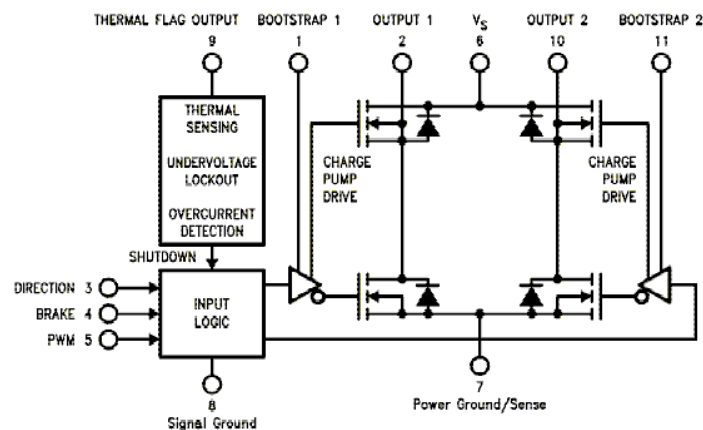 THERMAL FLAG OUTPUT BOOTSTRAP 1 OUTPUT 1 VS OUTPUT 2 BOOTSTRAP 2
9 1 2 6 10 11
THERMAL
SENSING
UNDERVOLTAGE
LOCKOUT
OVERCURRENT
DETECTION
CHARGE
PUMP
DRIVE
CHARGE
PUMP
DRIVE
SHUTDOWN
DIRECTION 3
BRAKE 4
PWM 5
INPUT
LOGIC
8
Signal Ground
7
Power Ground/Sense